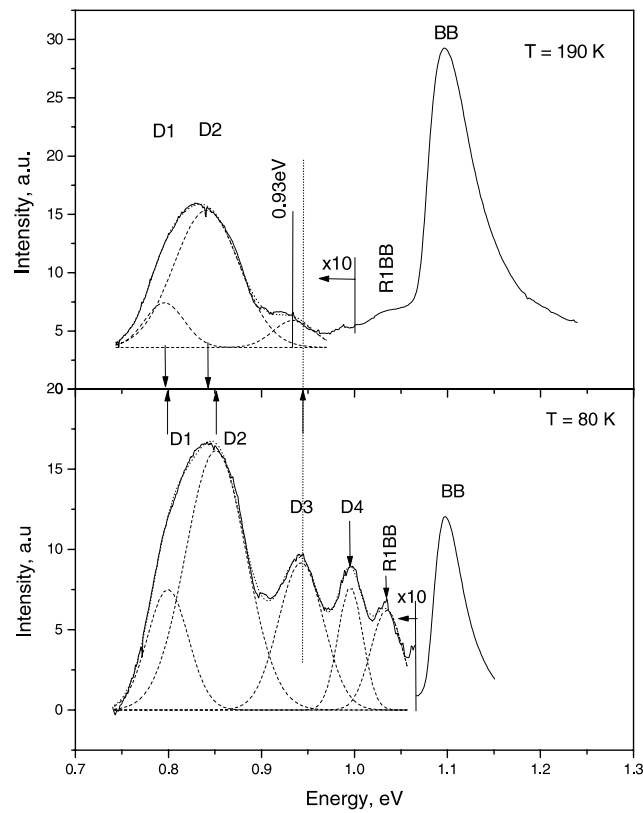 30
25
20
15
10
5
Intensity, a.u.
BB
T = 190 K
D1
D2
0.93eV
x10
R1BB
20
15
10
5
0
Intensity, a.u
T = 80 K
D1
D2
D3
D4
R1BB
x10
BB
0.7
0.8
0.9
1.0
1.1
1.2
1.3
Energy, eV